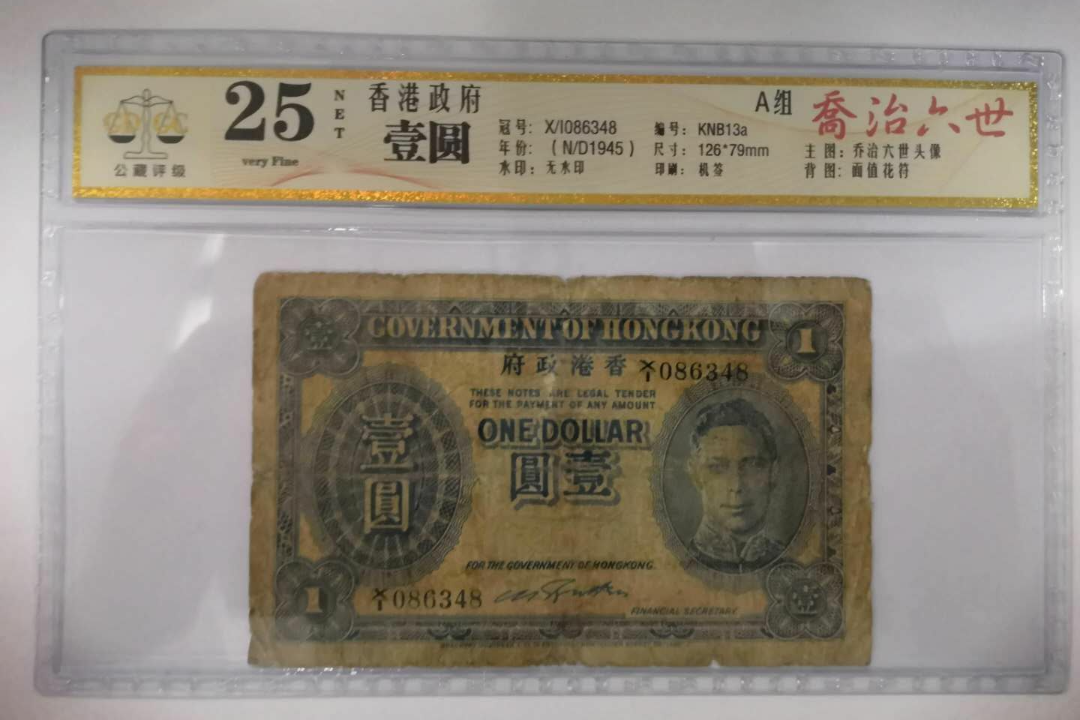 25 NET
very Fine
公藏评级
香港政府
壹圆
冠号: X/I086348
年份: (N/D1945)
水印: 无水印
编号: KNB13a
尺寸: 126*79mm
印刷: 机签
A组 喬治六世
主图: 乔治六世头像
背图: 面值花符
GOVERNMENT OF HONGKONG
壹
1
府政港香 X/1 086348
THESE NOTES ARE LEGAL TENDER
FOR THE PAYMENT OF ANY AMOUNT
ONE DOLLAR
圓壹
壹圓
FOR THE GOVERNMENT OF HONGKONG.
X/1 086348
FINANCIAL SECRETARY
1
壹